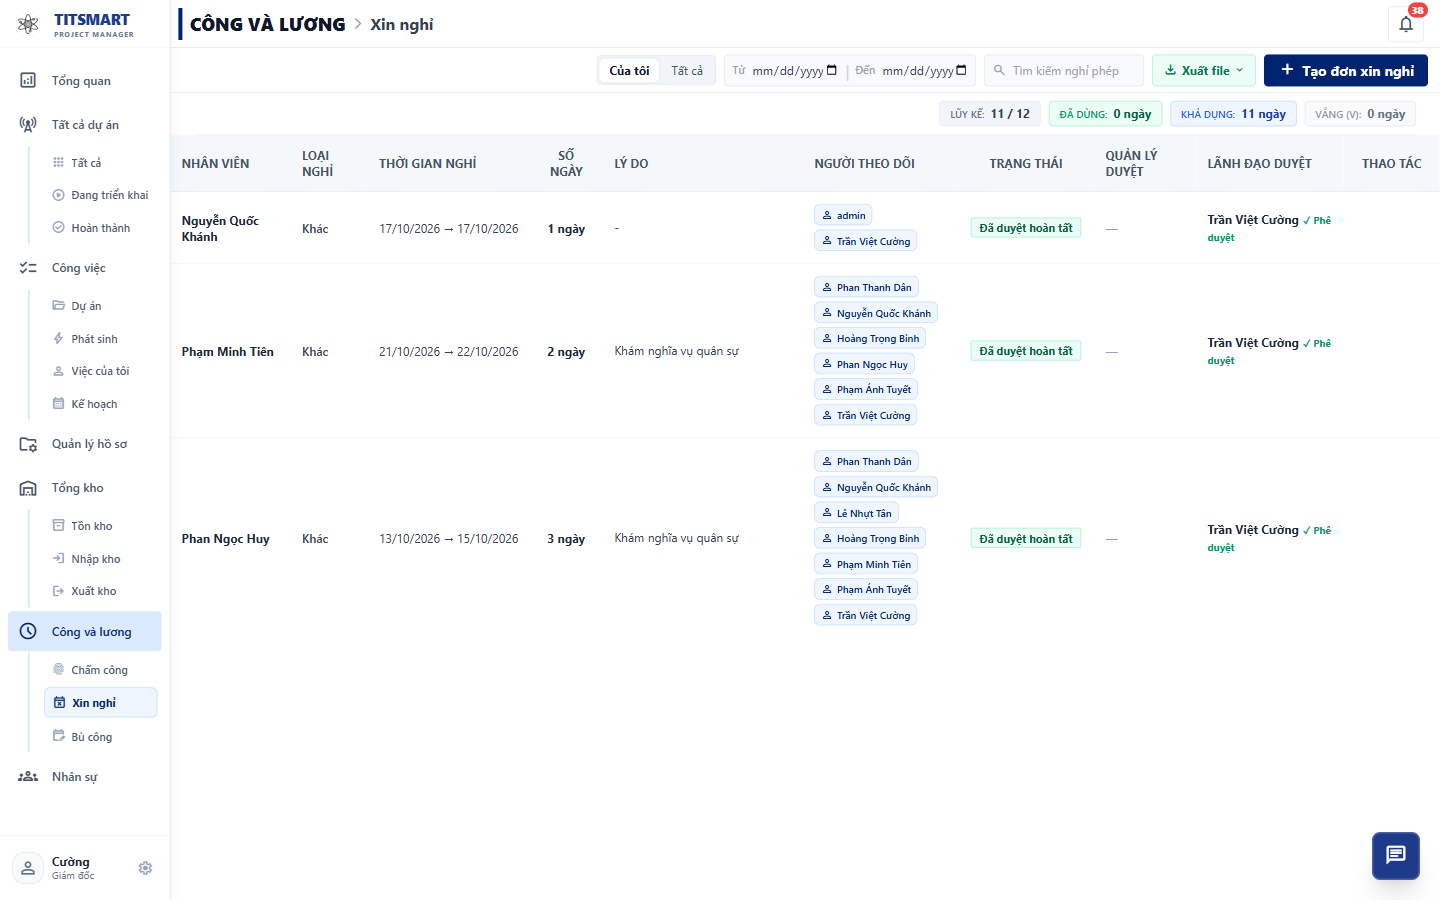 TITSMART
PROJECT MANAGER
CÔNG VÀ LƯƠNG > Xin nghỉ
38
Tổng quan
Tất cả dự án
Tất cả
Đang triển khai
Hoàn thành
Công việc
Dự án
Phát sinh
Việc của tôi
Kế hoạch
Quản lý hồ sơ
Tổng kho
Tồn kho
Nhập kho
Xuất kho
Công và lương
Chấm công
Xin nghỉ
Bù công
Nhân sự
Cường
Giám đốc
Của tôi Tất cả Từ mm/dd/yyyy | Đến mm/dd/yyyy Tìm kiếm nghỉ phép Xuất file + Tạo đơn xin nghỉ
LŨY KẾ: 11 / 12 ĐÃ DÙNG: 0 ngày KHẢ DỤNG: 11 ngày VẮNG (V): 0 ngày
NHÂN VIÊN LOẠI NGHỈ THỜI GIAN NGHỈ SỐ NGÀY LÝ DO NGƯỜI THEO DÕI TRẠNG THÁI QUẢN LÝ DUYỆT LÃNH ĐẠO DUYỆT THAO TÁC
Nguyễn Quốc Khánh Khác 17/10/2026 → 17/10/2026 1 ngày -
admin
Trần Việt Cường
Đã duyệt hoàn tất — Trần Việt Cường ✓ Phê duyệt
Phạm Minh Tiên Khác 21/10/2026 → 22/10/2026 2 ngày Khám nghĩa vụ quân sự
Phan Thanh Dân
Nguyễn Quốc Khánh
Hoàng Trọng Bình
Phan Ngọc Huy
Phạm Ánh Tuyết
Trần Việt Cường
Đã duyệt hoàn tất — Trần Việt Cường ✓ Phê duyệt
Phan Ngọc Huy Khác 13/10/2026 → 15/10/2026 3 ngày Khám nghĩa vụ quân sự
Phan Thanh Dân
Nguyễn Quốc Khánh
Lê Nhựt Tân
Hoàng Trọng Bình
Phạm Minh Tiên
Phạm Ánh Tuyết
Trần Việt Cường
Đã duyệt hoàn tất — Trần Việt Cường ✓ Phê duyệt